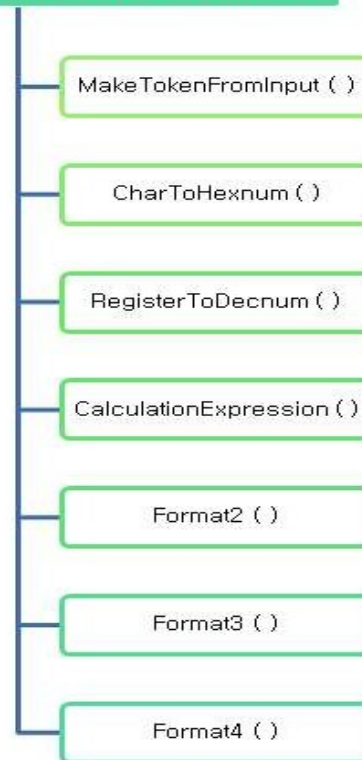 MakeTokenFromInput ( )
CharToHexnum ( )
RegisterToDecnum ( )
CalculationExpression ( )
Format2 ( )
Format3 ( )
Format4 ( )